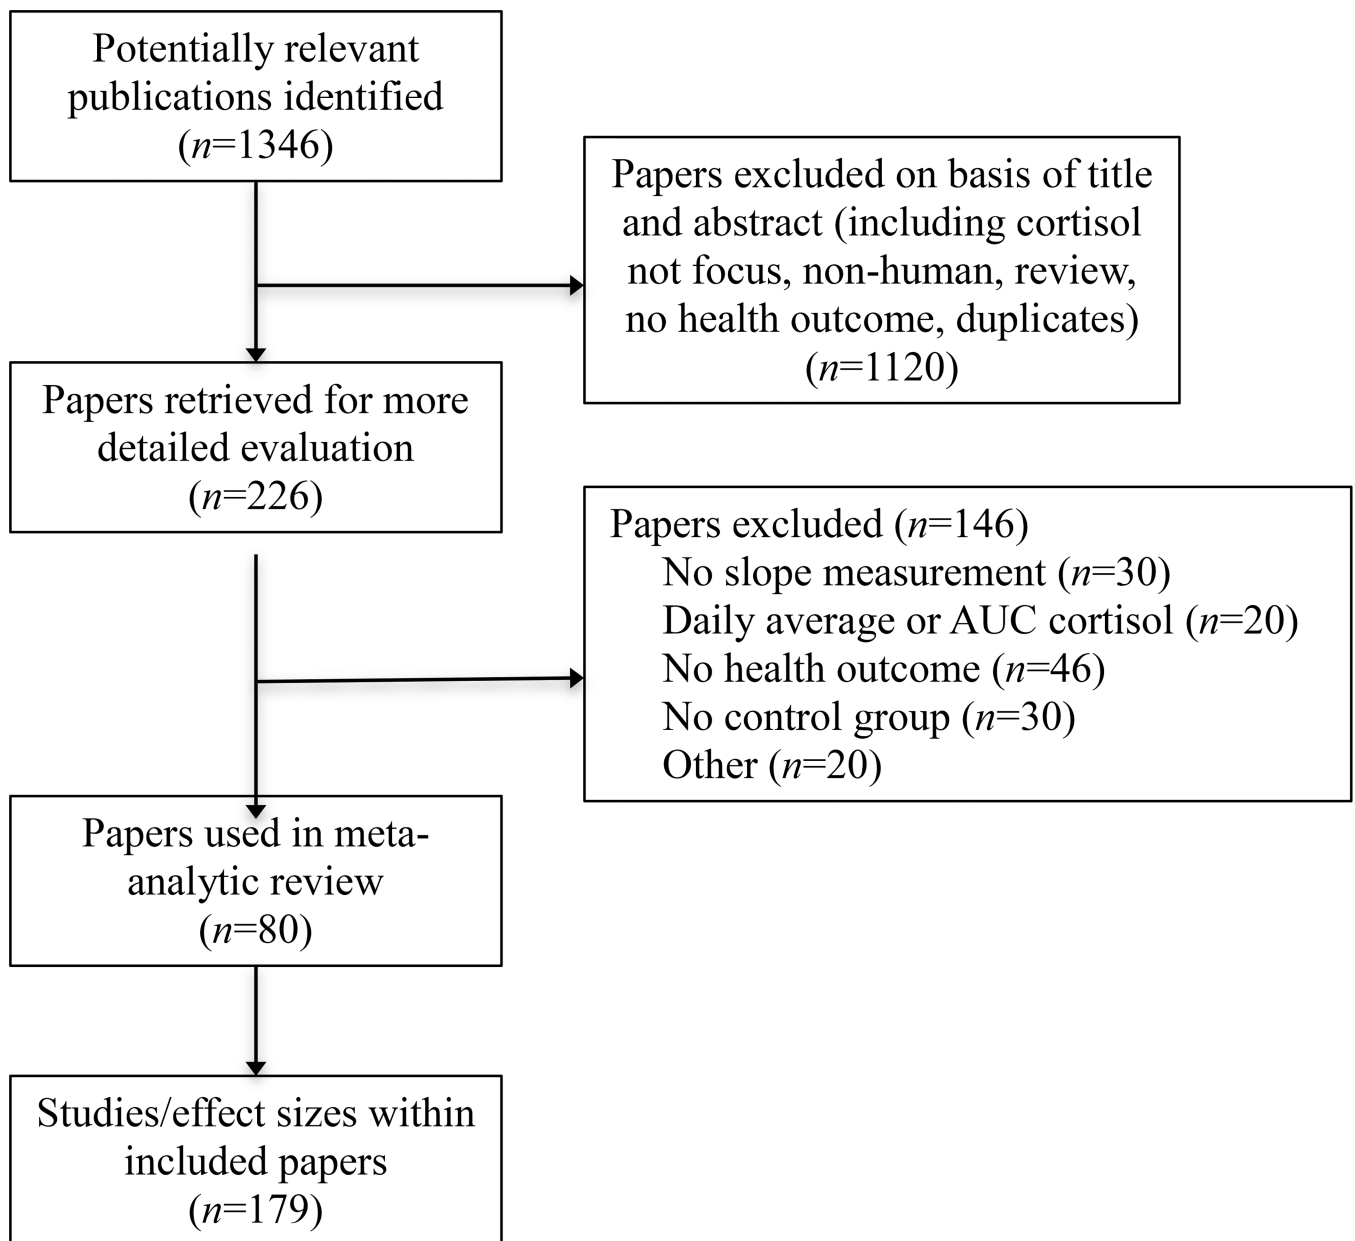 Potentially relevant
publications identified
(n=1346)
Papers excluded on basis of title
and abstract (including cortisol
not focus, non-human, review,
no health outcome, duplicates)
(n=1120)
Papers retrieved for more
detailed evaluation
(n=226)
Papers excluded (n=146)
No slope measurement (n=30)
Daily average or AUC cortisol (n=20)
No health outcome (n=46)
No control group (n=30)
Other (n=20)
Papers used in meta-
analytic review
(n=80)
Studies/effect sizes within
included papers
(n=179)